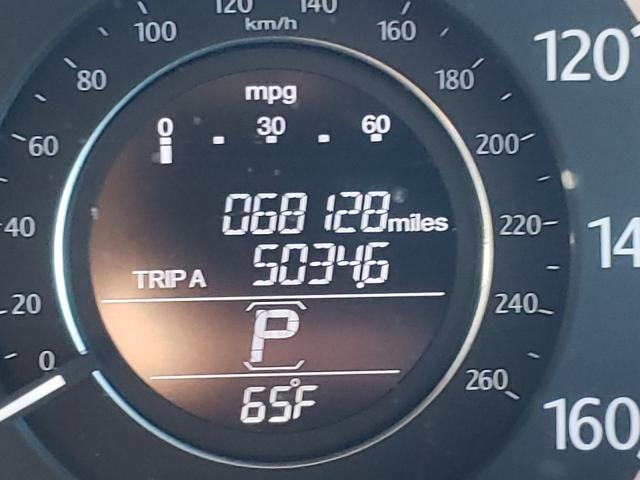 120 140
km/h
100 160
80 180
mpg
0 30 60
60 200
068128 miles
40 220
TRIP A 5034.6
20 240
P
0 260
65°F
120
14
160